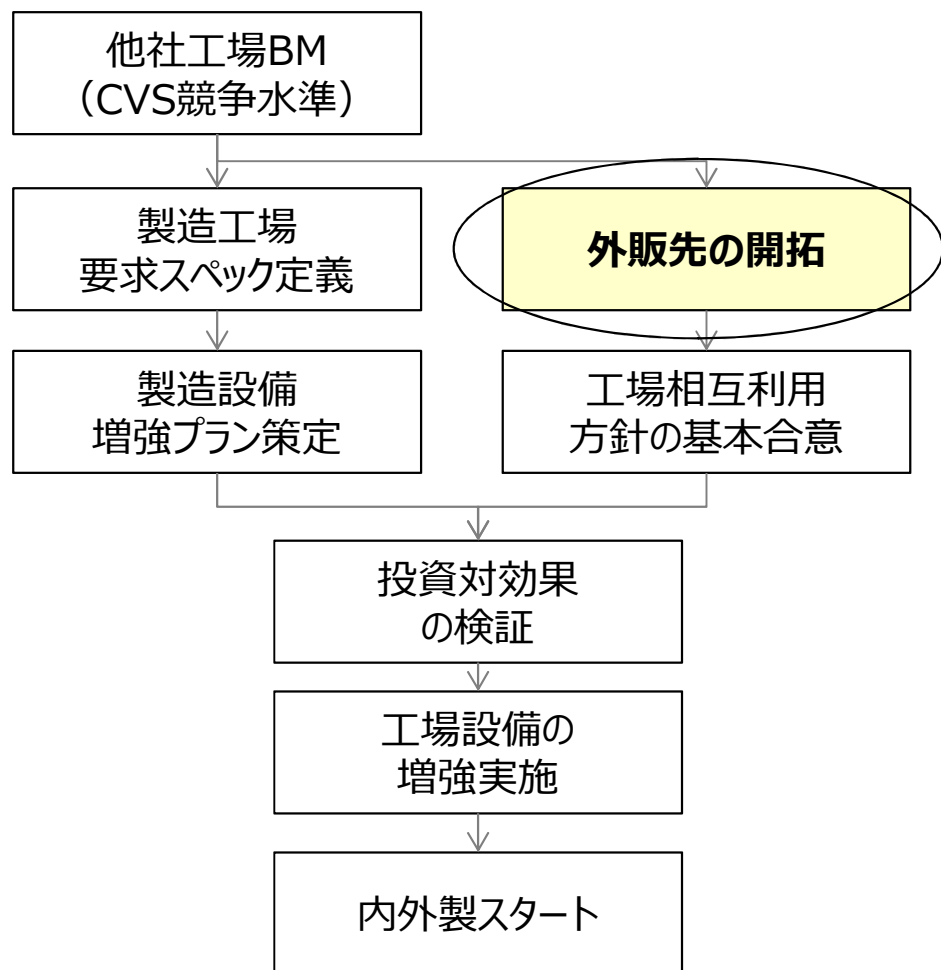 他社工場BM
（CVS競争水準）
製造工場
要求スペック定義
外販先の開拓
製造設備
増強プラン策定
工場相互利用
方針の基本合意
投資対効果
の検証
工場設備の
増強実施
内外製スタート